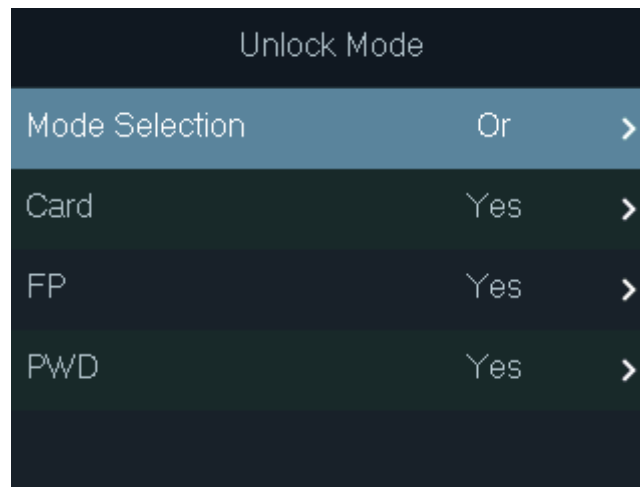 Unlock Mode
Mode Selection Or >
Card Yes >
FP Yes >
PWD Yes >